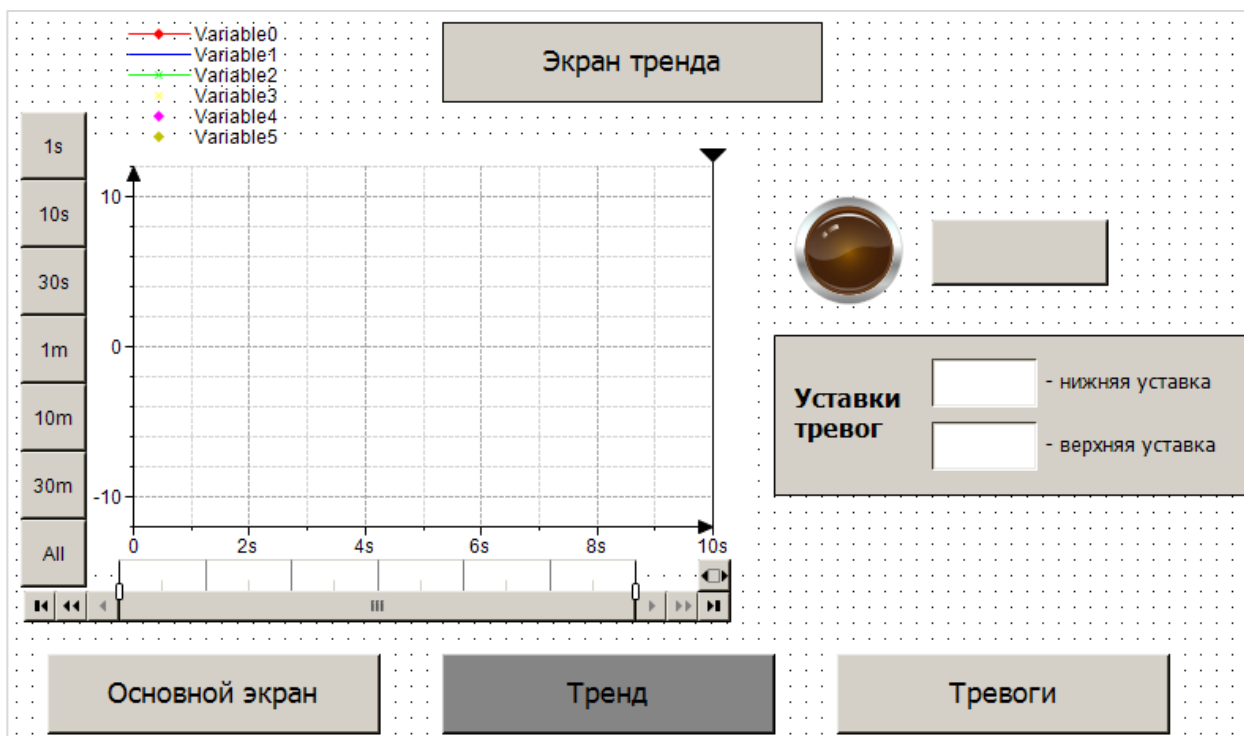 Variable0
Variable1
Variable2
Variable3
Variable4
Variable5
Экран тренда
1s
10s
30s
1m
10m
30m
All
10
0
-10
0
2s
4s
6s
8s
10s
Уставки
тревог
- нижняя уставка
- верхняя уставка
Основной экран
Тренд
Тревоги